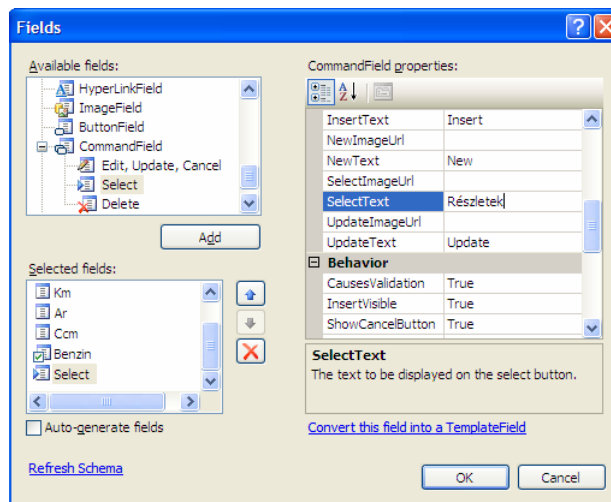 Fields
Available fields:
HyperLinkField
ImageField
ButtonField
CommandField
Edit, Update, Cancel
Select
Delete
Add
Selected fields:
Km
Ar
Ccm
Benzin
Select
Auto-generate fields
Refresh Schema
CommandField properties:
InsertText Insert
NewImageUrl
NewText New
SelectImageUrl
SelectText Részletek
UpdateImageUrl
UpdateText Update
Behavior
CausesValidation True
InsertVisible True
ShowCancelButton True
SelectText
The text to be displayed on the select button.
Convert this field into a TemplateField
OK Cancel